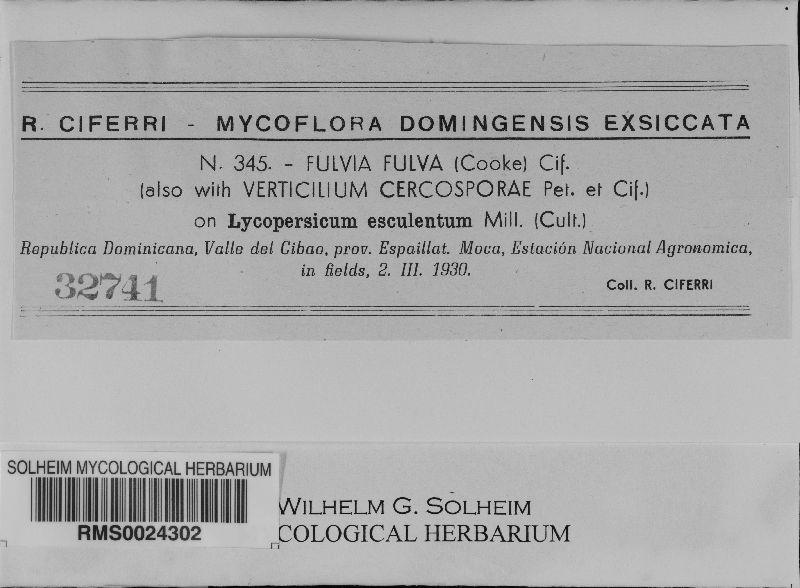 R. CIFERRI - MYCOFLORA DOMINGENSIS EXSICCATA
N. 345. - FULVIA FULVA (Cooke) Cif.
(also with VERTICILIUM CERCOSPORAE Pet. et Cif.)
on Lycopersicum esculentum Mill. (Cult.)
Republica Dominicana, Valle del Cibao, prov. Espaillat. Moca, Estación Nacional Agronomica,
in fields, 2. III. 1930.
32741
Coll. R. CIFERRI
SOLHEIM MYCOLOGICAL HERBARIUM
RMS0024302
WILHELM G. SOLHEIM
COLOGICAL HERBARIUM